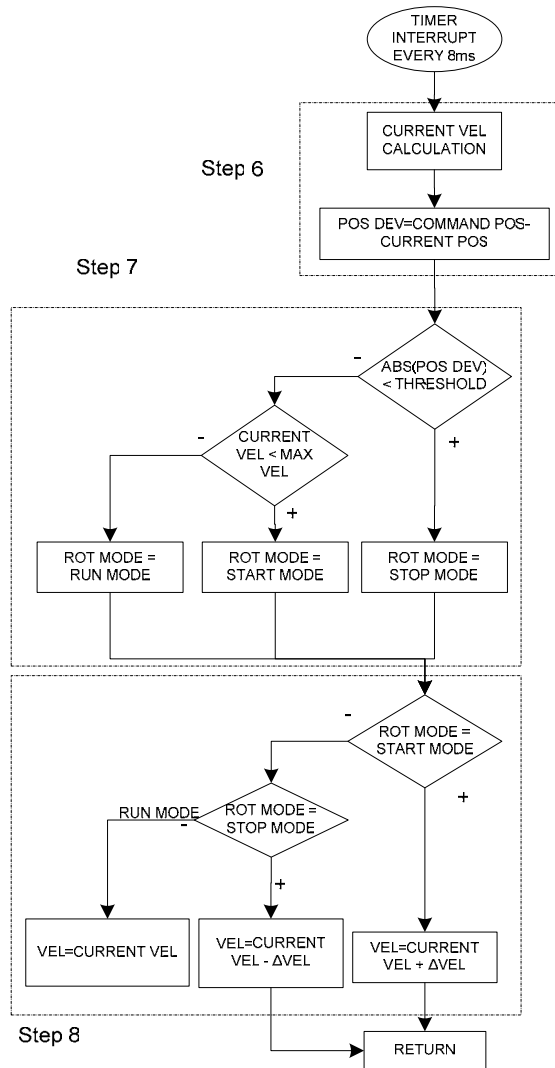 TIMER
INTERRUPT
EVERY 8ms
CURRENT VEL
CALCULATION
Step 6
POS DEV=COMMAND POS-
CURRENT POS
Step 7
-
ABS(POS DEV)
< THRESHOLD
-
CURRENT
VEL < MAX
VEL
+
+
ROT MODE =
RUN MODE
ROT MODE =
START MODE
ROT MODE =
STOP MODE
-
ROT MODE =
START MODE
+
RUN MODE
-
ROT MODE =
STOP MODE
+
VEL=CURRENT VEL
VEL=CURRENT
VEL - ΔVEL
VEL=CURRENT
VEL + ΔVEL
Step 8
RETURN